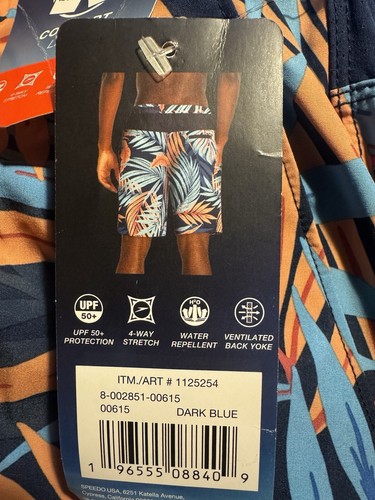 UPF
50+
H²O
UPF 50+
PROTECTION
4-WAY
STRETCH
WATER
REPELLENT
VENTILATED
BACK YOKE
ITM./ART # 1125254
8-002851-00615
00615 DARK BLUE
1 96555 08840 9
SPEEDO USA, 6251 Katella Avenue,
Cypress, California